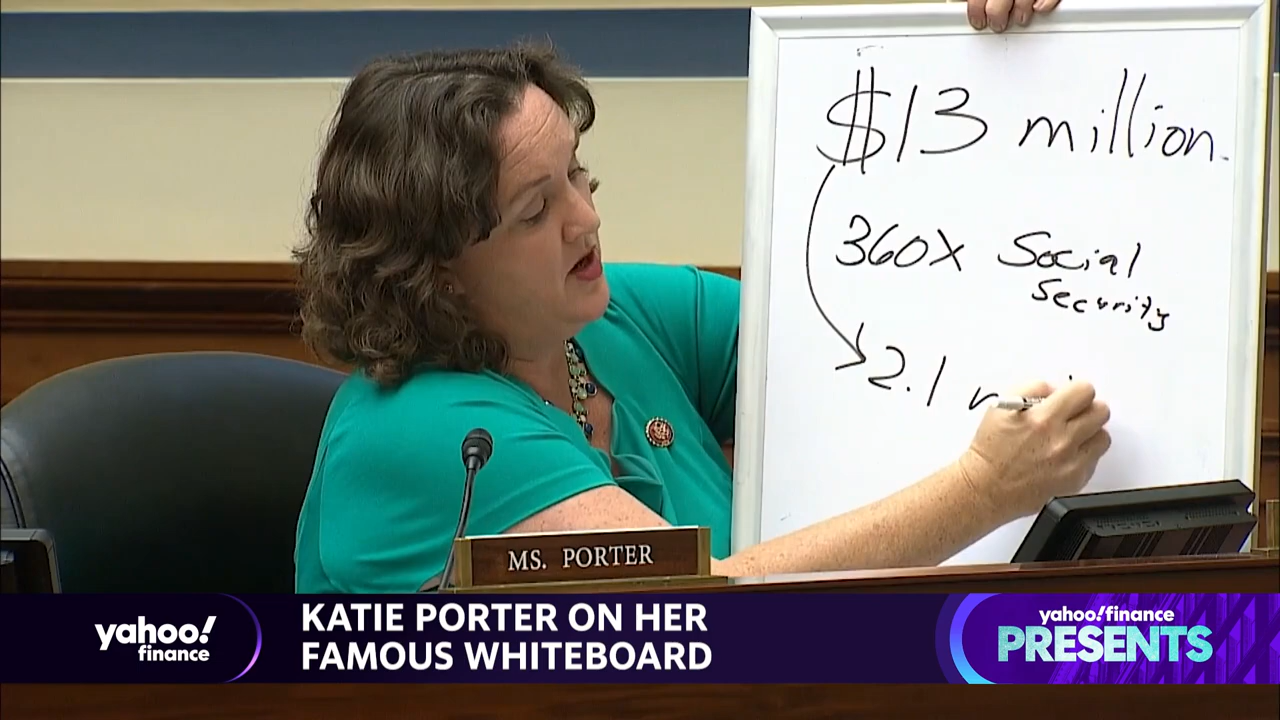 $13 million
360x Social
Security
2.1
MS. PORTER
yahoo!
finance
KATIE PORTER ON HER
FAMOUS WHITEBOARD
yahoo!finance
PRESENTS